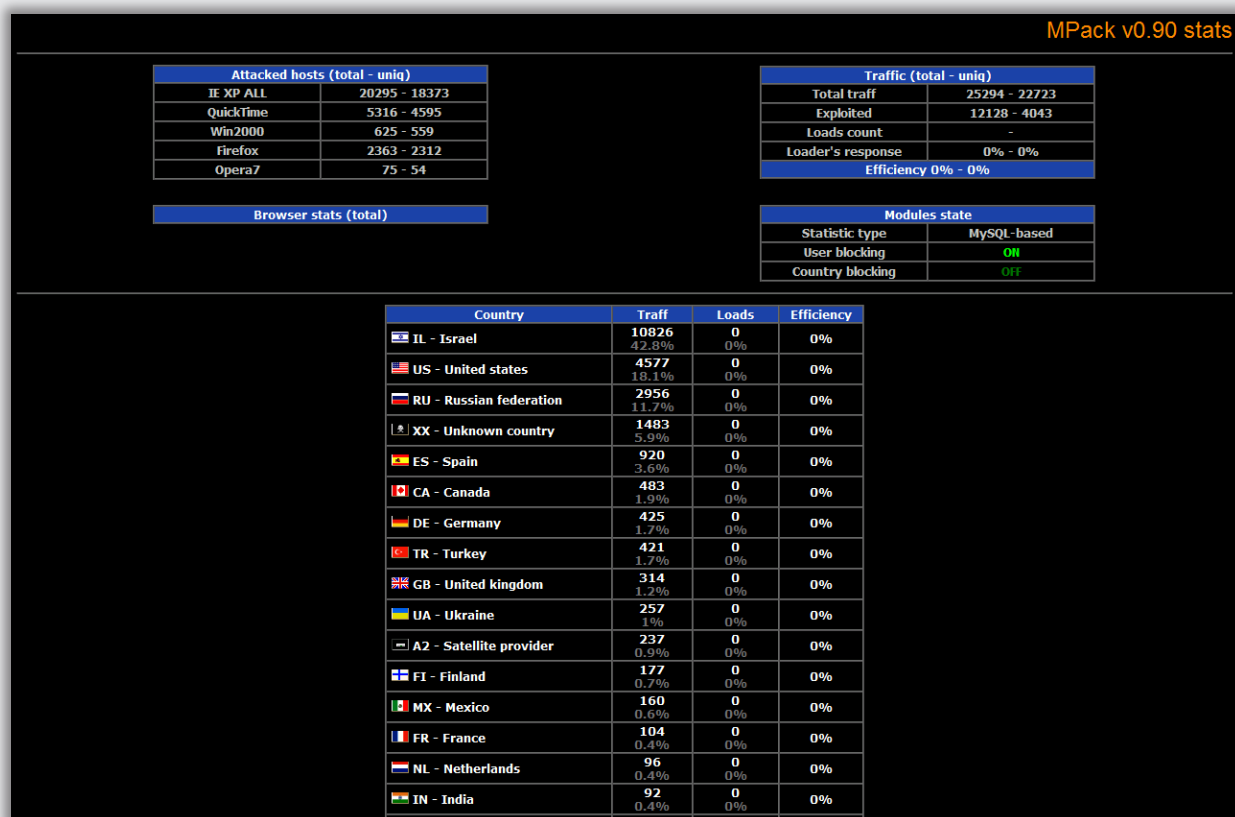 MPack v0.90 stats
Attacked hosts (total - uniq)
IE XP ALL 20295 - 18373
QuickTime 5316 - 4595
Win2000 625 - 559
Firefox 2363 - 2312
Opera7 75 - 54
Traffic (total - uniq)
Total traff 25294 - 22723
Exploited 12128 - 4043
Loads count -
Loader's response 0% - 0%
Efficiency 0% - 0%
Browser stats (total)
Modules state
Statistic type MySQL-based
User blocking ON
Country blocking OFF
Country Traff Loads Efficiency
IL - Israel 10826 0 0%
42.8% 0%
US - United states 4577 0 0%
18.1% 0%
RU - Russian federation 2956 0 0%
11.7% 0%
XX - Unknown country 1483 0 0%
5.9% 0%
ES - Spain 920 0 0%
3.6% 0%
CA - Canada 483 0 0%
1.9% 0%
DE - Germany 425 0 0%
1.7% 0%
TR - Turkey 421 0 0%
1.7% 0%
GB - United kingdom 314 0 0%
1.2% 0%
UA - Ukraine 257 0 0%
1% 0%
A2 - Satellite provider 237 0 0%
0.9% 0%
FI - Finland 177 0 0%
0.7% 0%
MX - Mexico 160 0 0%
0.6% 0%
FR - France 104 0 0%
0.4% 0%
NL - Netherlands 96 0 0%
0.4% 0%
IN - India 92 0 0%
0.4% 0%